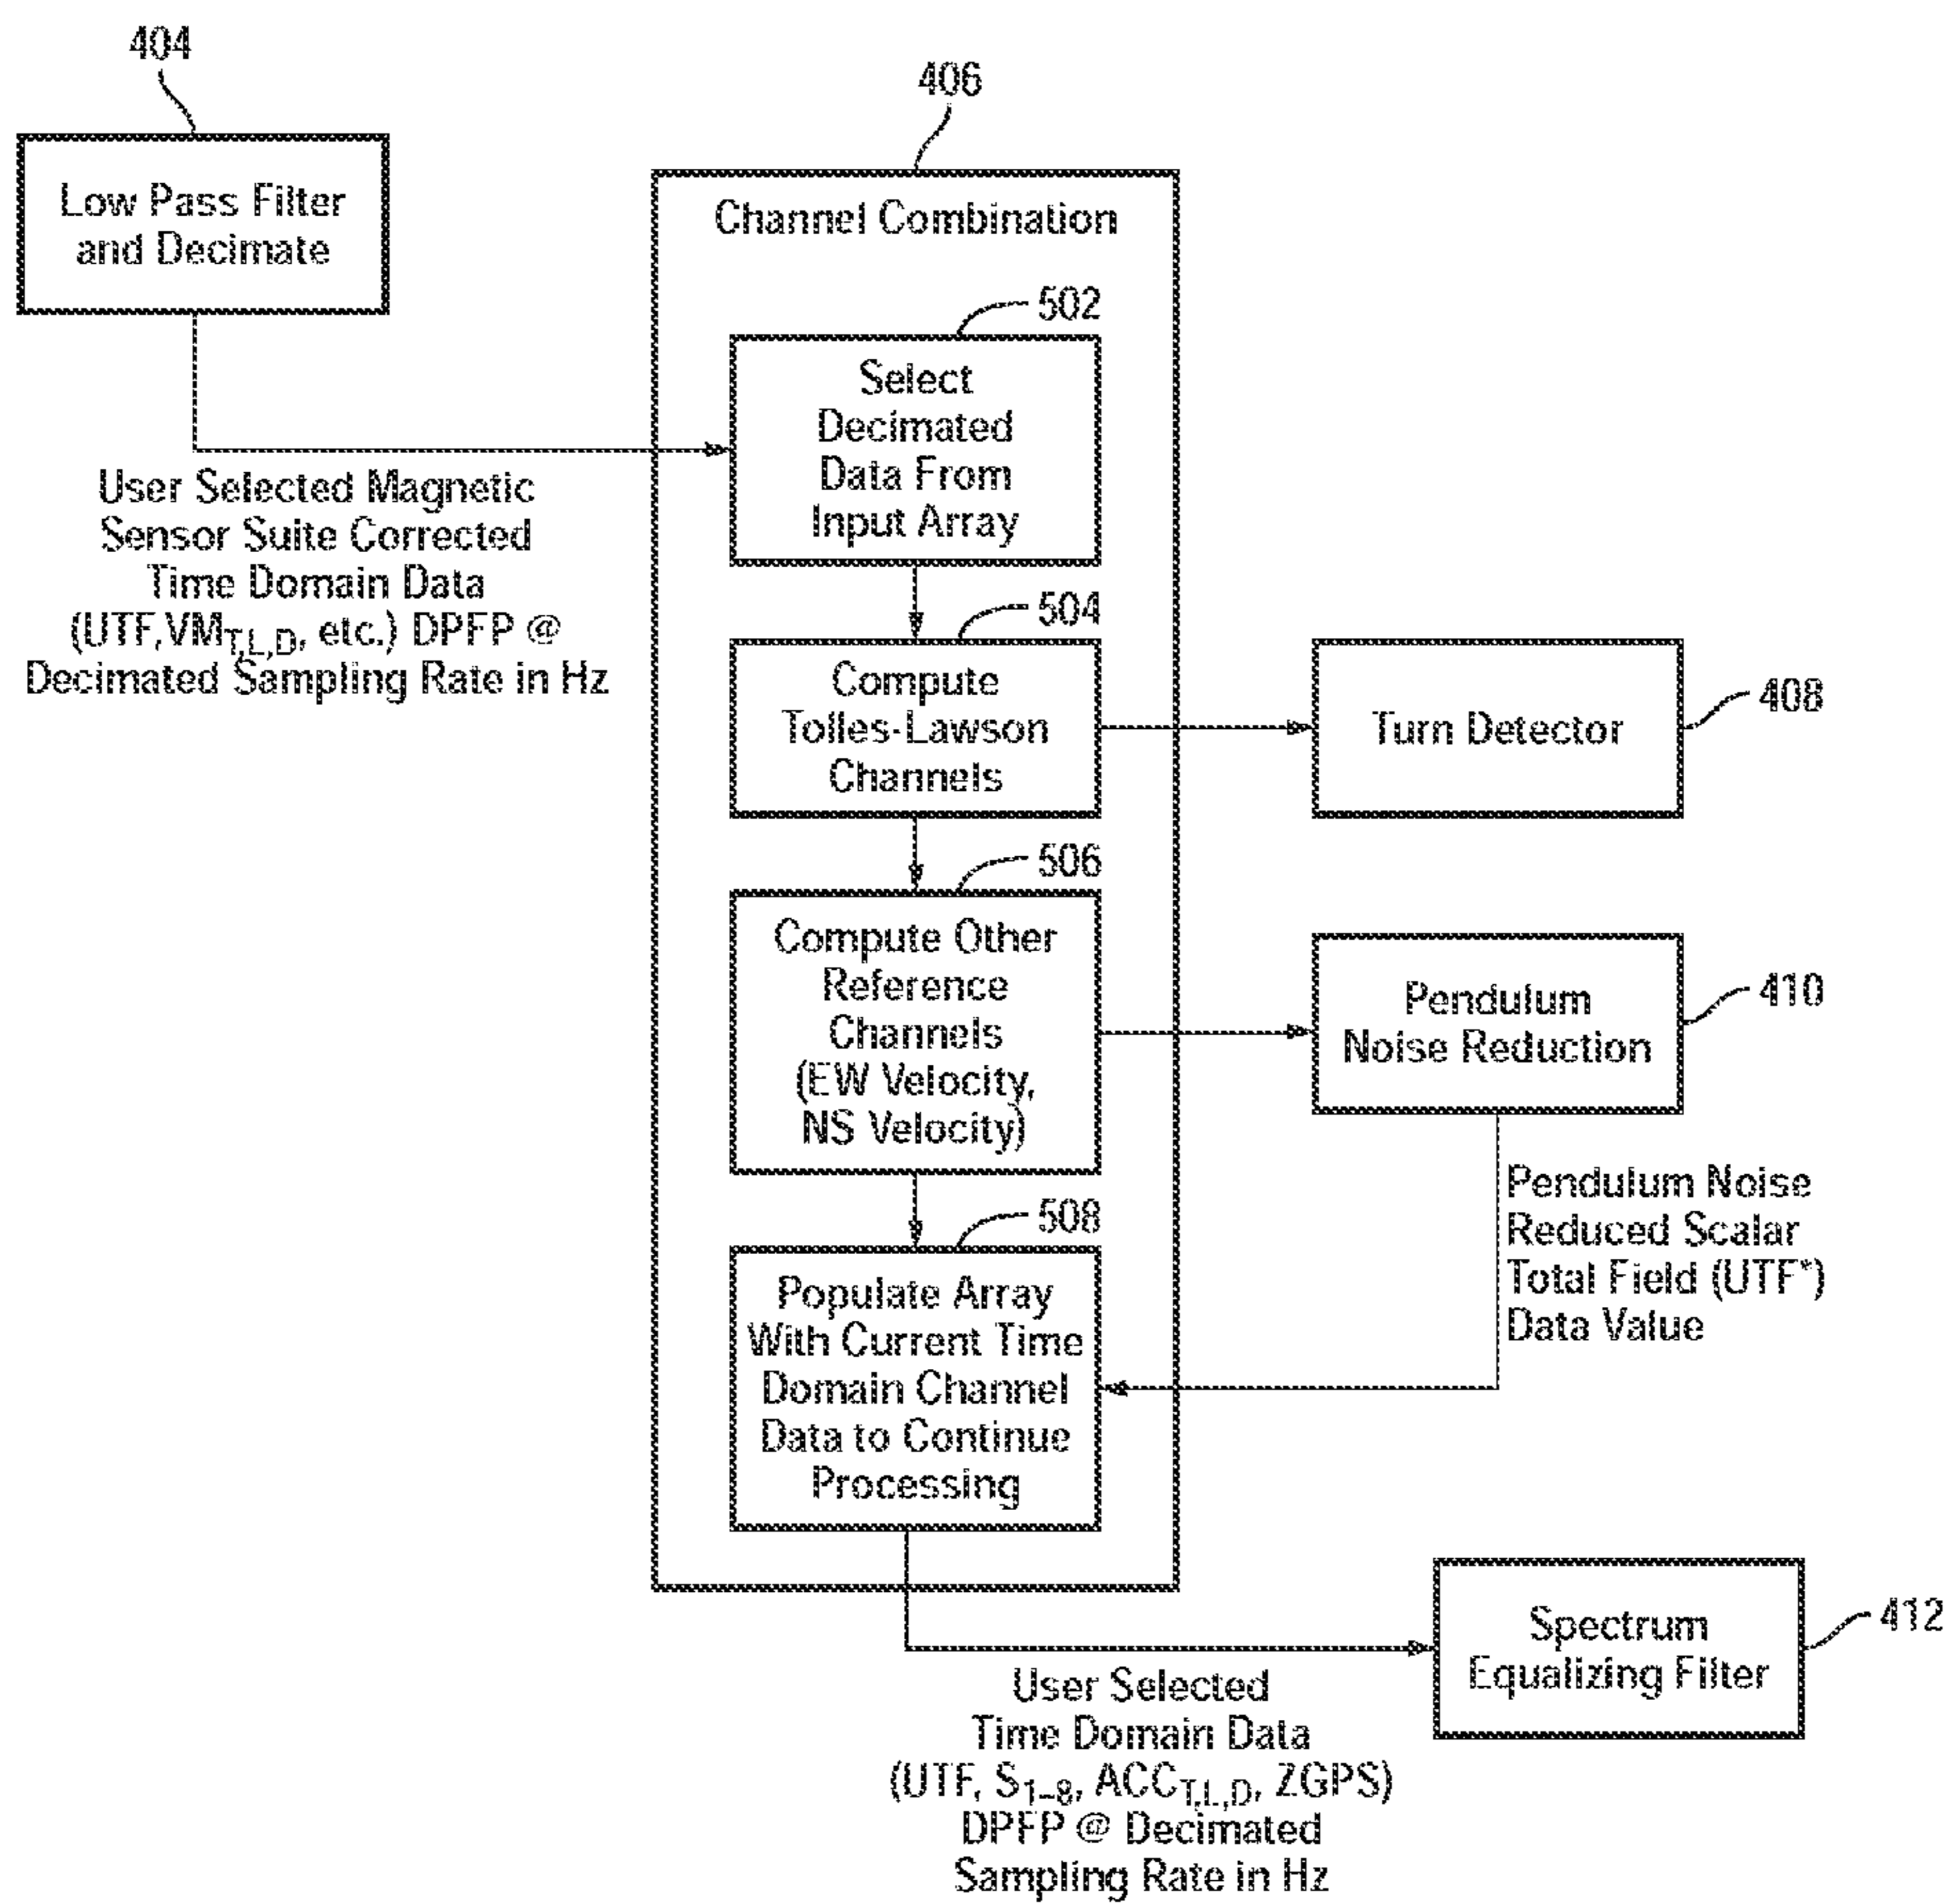 404
Low Pass Filter
and Decimate
406
Channel Combination
502
Select
Decimated
Data From
Input Array
User Selected Magnetic
Sensor Suite Corrected
Time Domain Data
(UTF,VMT,L,D, etc.) DPFP @
Decimated Sampling Rate in Hz
504
Compute
Tolles-Lawson
Channels
Turn Detector
408
506
Compute Other
Reference
Channels
(EW Velocity,
NS Velocity)
Pendulum
Noise Reduction
410
Pendulum Noise
Reduced Scalar
Total Field (UTF*)
Data Value
508
Populate Array
With Current Time
Domain Channel
Data to Continue
Processing
Spectrum
Equalizing Filter
412
User Selected
Time Domain Data
(UTF, S1–8, ACCT,L,D, ZGPS)
DPFP @ Decimated
Sampling Rate in Hz